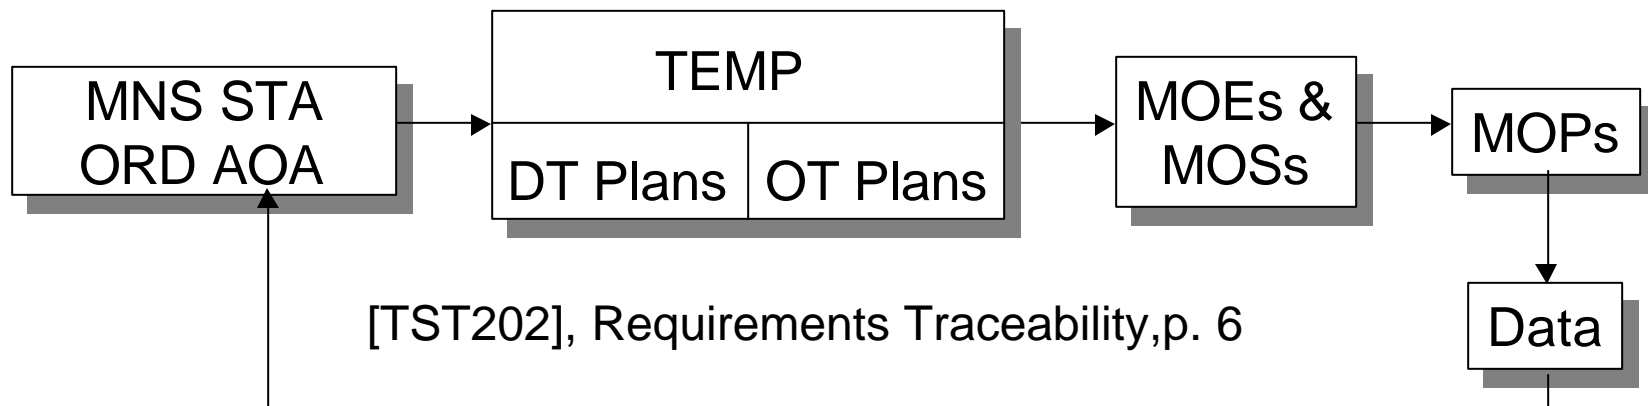 MNS STA
ORD AOA
TEMP
DT Plans
OT Plans
MOEs &
MOSs
MOPs
Data
[TST202], Requirements Traceability,p. 6